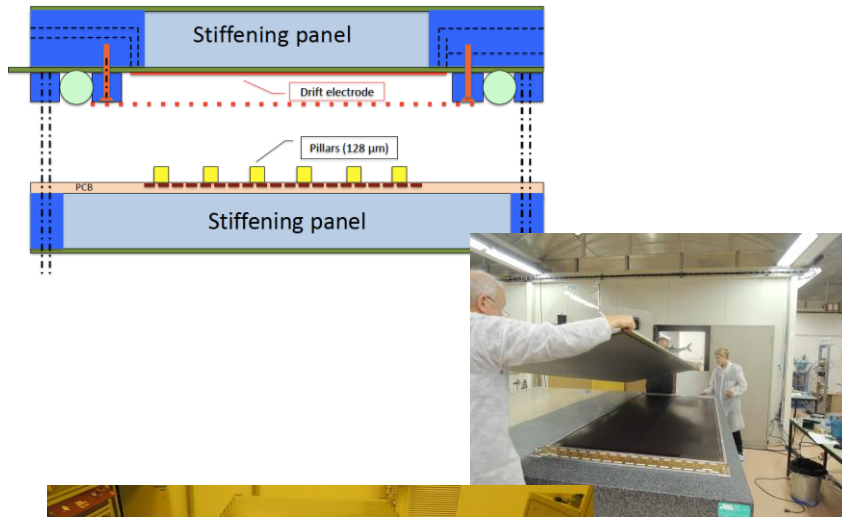 Stiffening panel
Drift electrode
Pillars (128 µm)
PCB
Stiffening panel